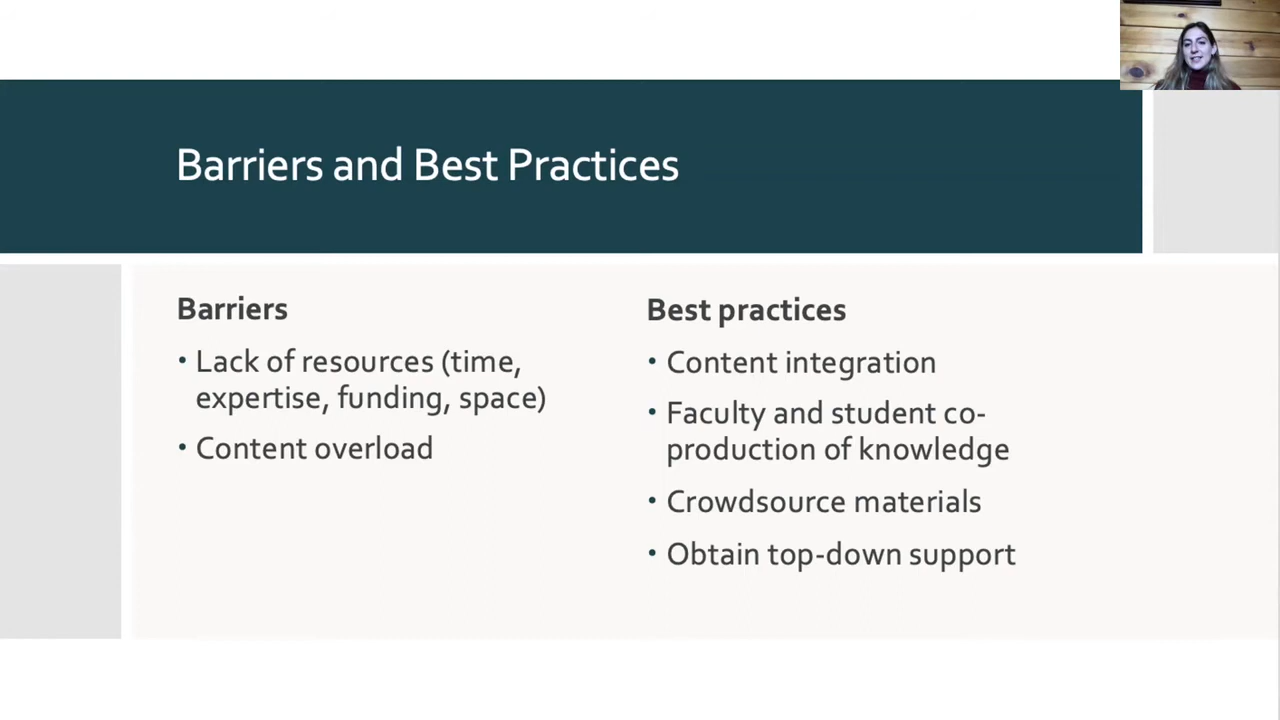 Barriers and Best Practices
Barriers
• Lack of resources (time,
expertise, funding, space)
• Content overload
Best practices
• Content integration
• Faculty and student co-
production of knowledge
• Crowdsource materials
• Obtain top-down support